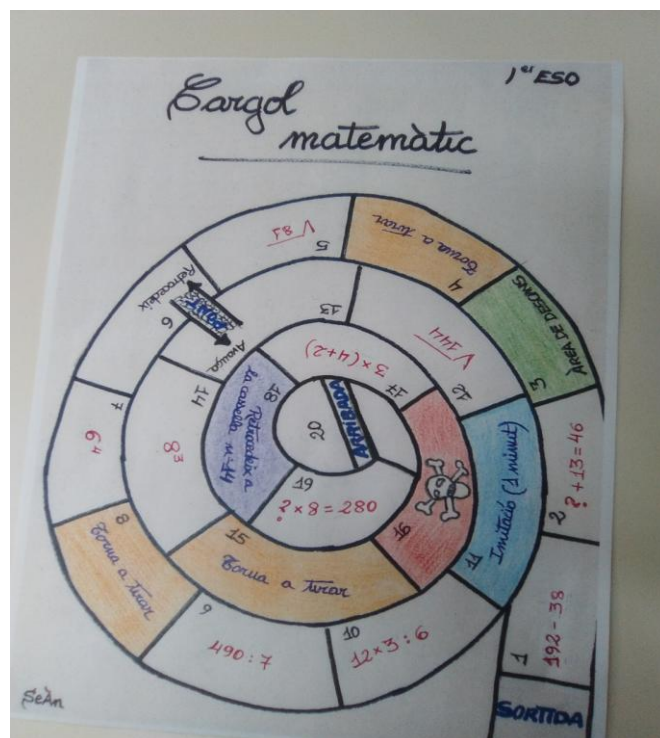 1er ESO
Cargol
matemàtic
SORTIDA
1
192-38
2
? + 13 = 46
3
ÀREA DE DESCANS
4
Torna a tirar
5
√81
6
Retrocedeix
PONT
Avança
7
6⁴
8
Torna a tirar
9
490 : 7
10
12 × 3 : 6
11
Imitació (1 minut)
12
√144
13
14
8³
15
Torna a tirar
16
17
3 × (4+2)
18
Retrocedeix a
la casella n-14
19
? × 8 = 280
20
ARRIBADA
SeÀn